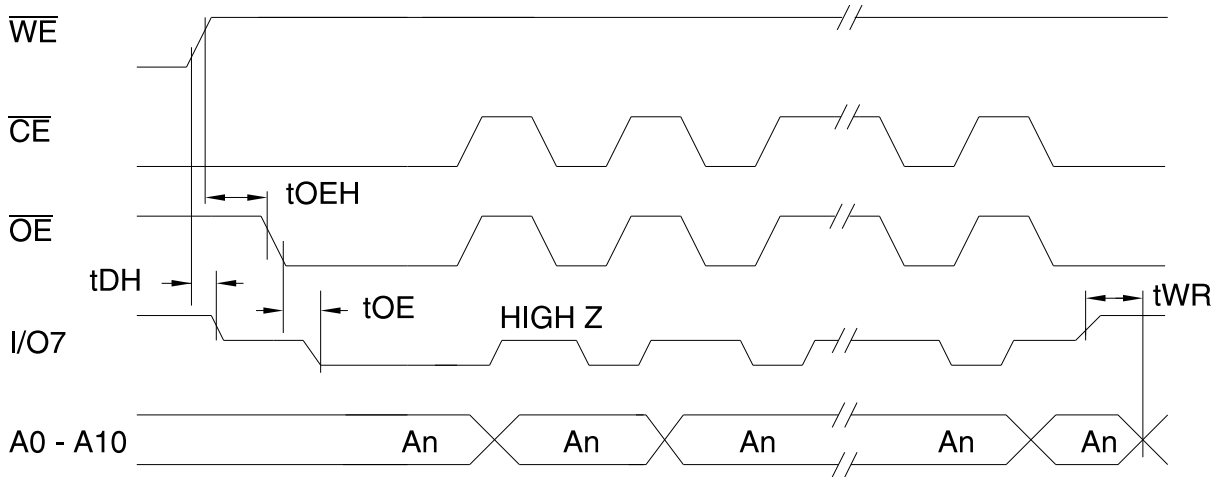 WE
CE
tOEH
OE
tDH
tOE
tWR
HIGH Z
I/O7
A0 - A10
An
An
An
An
An